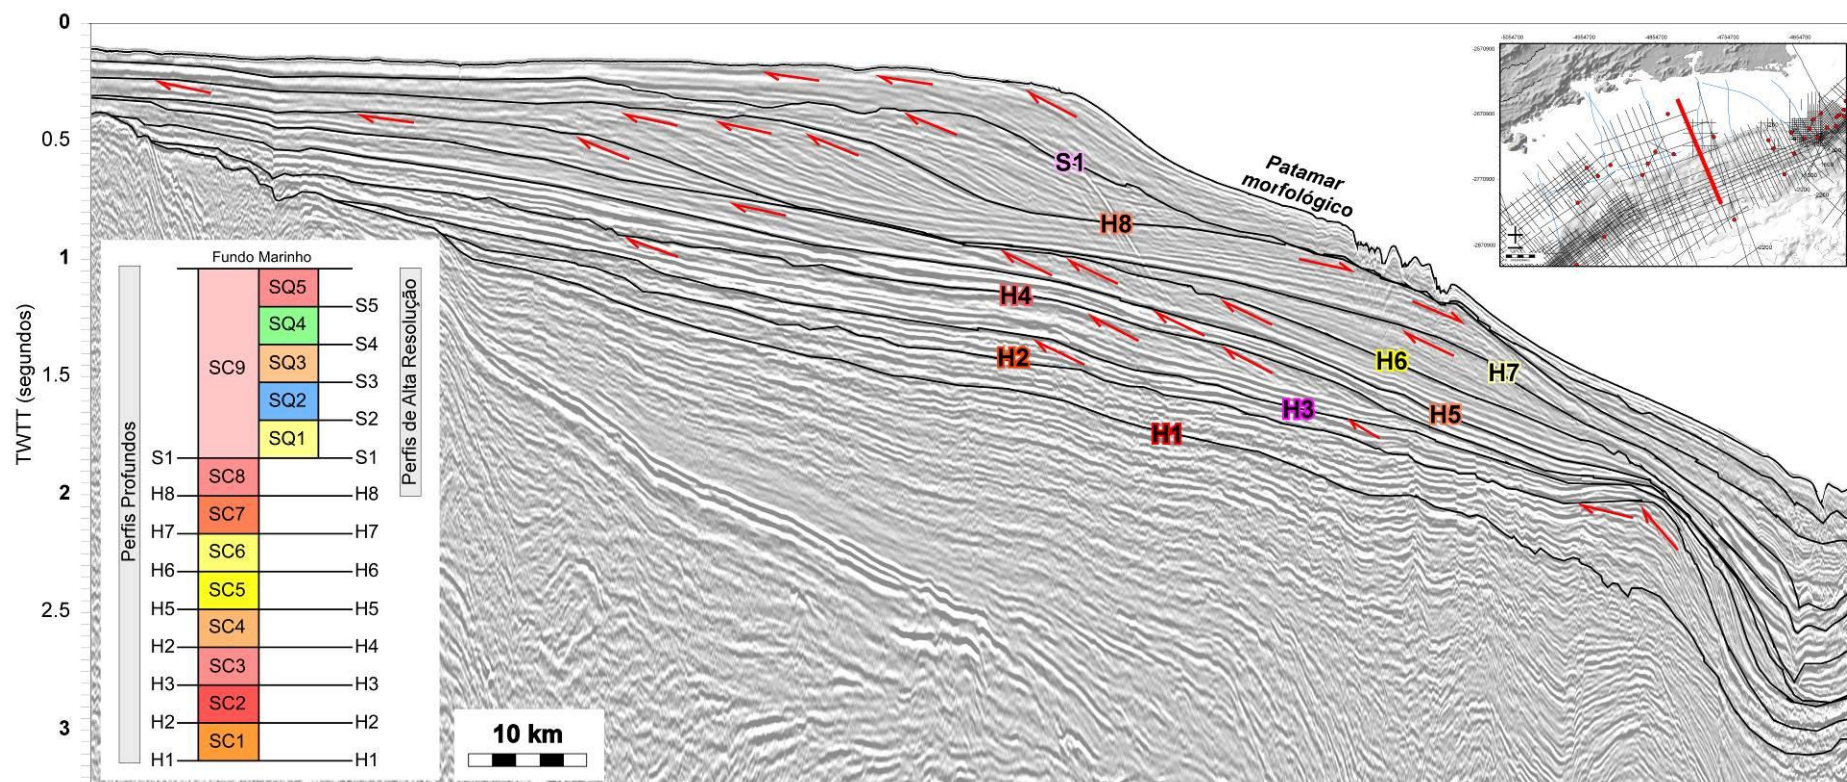 0
0.5
1
1.5
2
2.5
3
TWTT (segundos)
S1
H8
H4
H2
H1
H3
H5
H6
H7
Patamar
morfológico
Fundo Marinho
Perfis Profundos
Perfis de Alta Resolução
SC9
SQ5
S5
SQ4
S4
SQ3
S3
SQ2
S2
SQ1
S1
S1
SC8
H8
H8
SC7
H7
H7
SC6
H6
H6
SC5
H5
H5
SC4
H2
H4
SC3
H3
H3
SC2
H2
H2
SC1
H1
H1
10 km